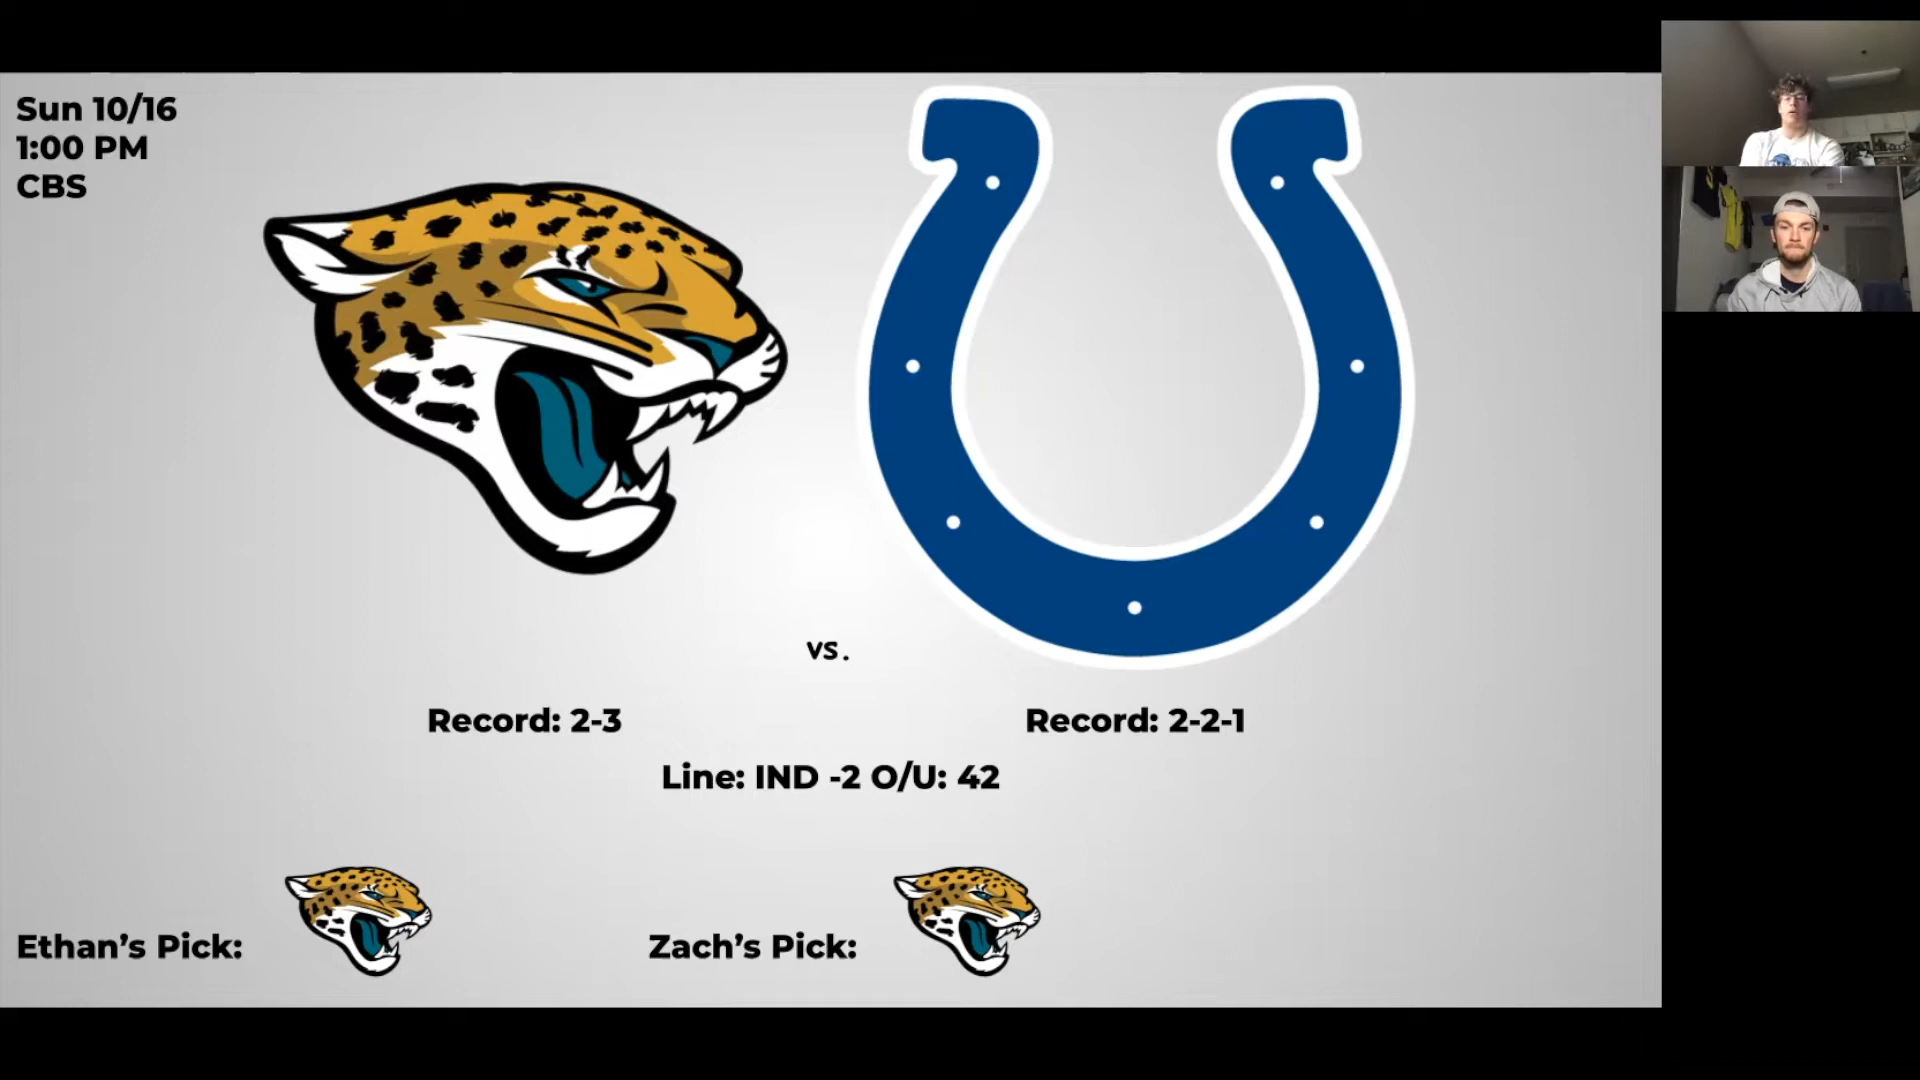 Sun 10/16
1:00 PM
CBS
vs.
Record: 2-3
Record: 2-2-1
Line: IND -2 O/U: 42
Ethan's Pick:
Zach's Pick: